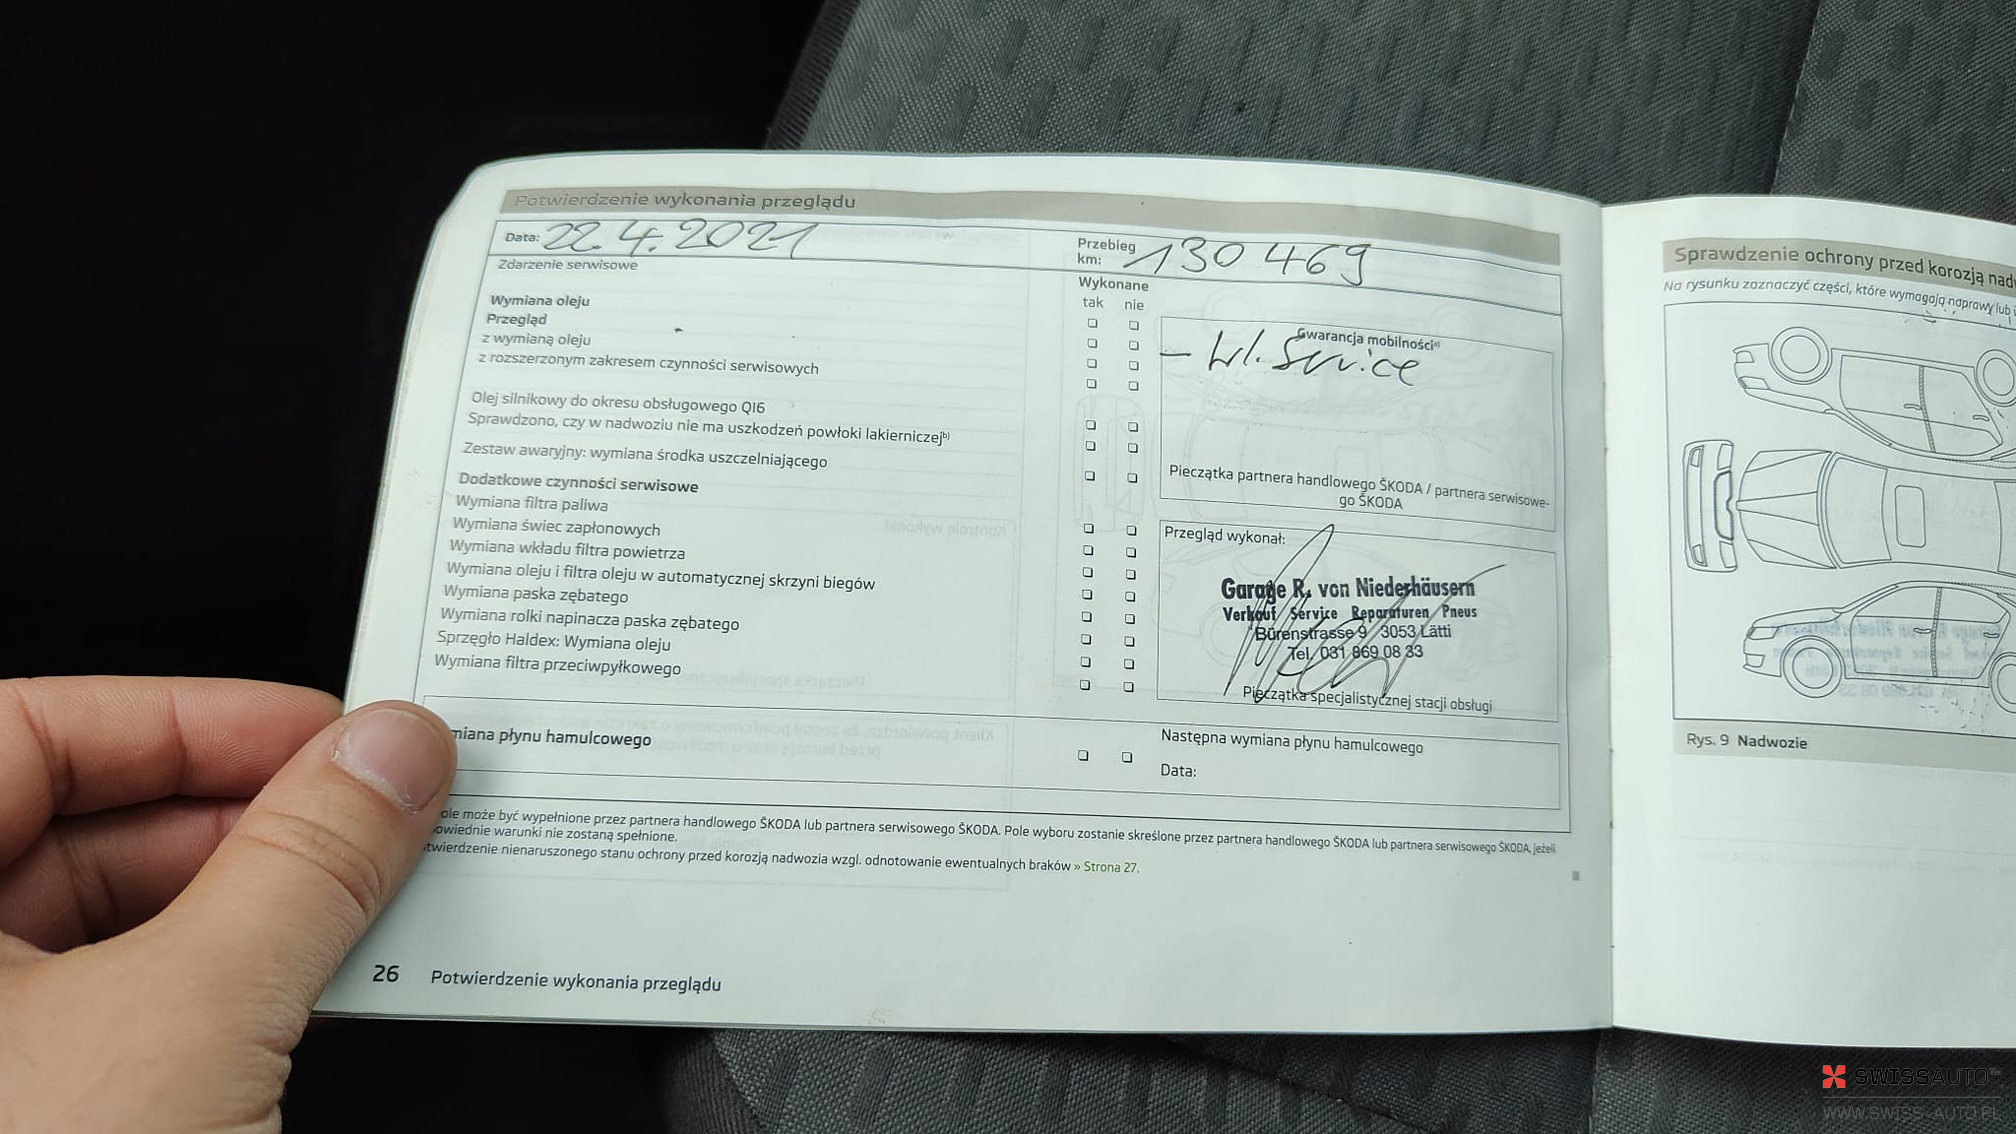 Potwierdzenie wykonania przeglądu
Data: 22.4.2021
Przebieg km: 130 469
Zdarzenie serwisowe
Wykonane
tak nie
Wymiana oleju
Przegląd
z wymianą oleju
z rozszerzonym zakresem czynności serwisowych
Olej silnikowy do okresu obsługowego QI6
Sprawdzono, czy w nadwoziu nie ma uszkodzeń powłoki lakierniczej b)
Zestaw awaryjny: wymiana środka uszczelniającego
Dodatkowe czynności serwisowe
Wymiana filtra paliwa
Wymiana świec zapłonowych
Wymiana wkładu filtra powietrza
Wymiana oleju i filtra oleju w automatycznej skrzyni biegów
Wymiana paska zębatego
Wymiana rolki napinacza paska zębatego
Sprzęgło Haldex: Wymiana oleju
Wymiana filtra przeciwpyłkowego
Gwarancja mobilności a)
Service
Pieczątka partnera handlowego ŠKODA / partnera serwisowe-
go ŠKODA
Przegląd wykonał:
Garage R. von Niederhäusern
Verkauf Service Reparaturen Pneus
Bürenstrasse 9 3053 Lätti
Tel. 031 869 08 33
Pieczątka specjalistycznej stacji obsługi
miana płynu hamulcowego
Następna wymiana płynu hamulcowego
Data:
ole może być wypełnione przez partnera handlowego ŠKODA lub partnera serwisowego ŠKODA. Pole wyboru zostanie skreślone przez partnera handlowego ŠKODA lub partnera serwisowego ŠKODA, jeżeli
owiednie warunki nie zostaną spełnione.
twierdzenie nienaruszonego stanu ochrony przed korozją nadwozia wzgl. odnotowanie ewentualnych braków » Strona 27.
26 Potwierdzenie wykonania przeglądu
Sprawdzenie ochrony przed korozją nad
Na rysunku zaznaczyć części, które wymagają naprawy lub
Rys. 9 Nadwozie
SWISSAUTO™
WWW.SWISS-AUTO.PL